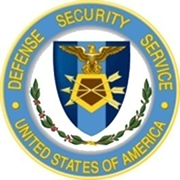 DEFENSE SECURITY SERVICE
UNITED STATES OF AMERICA